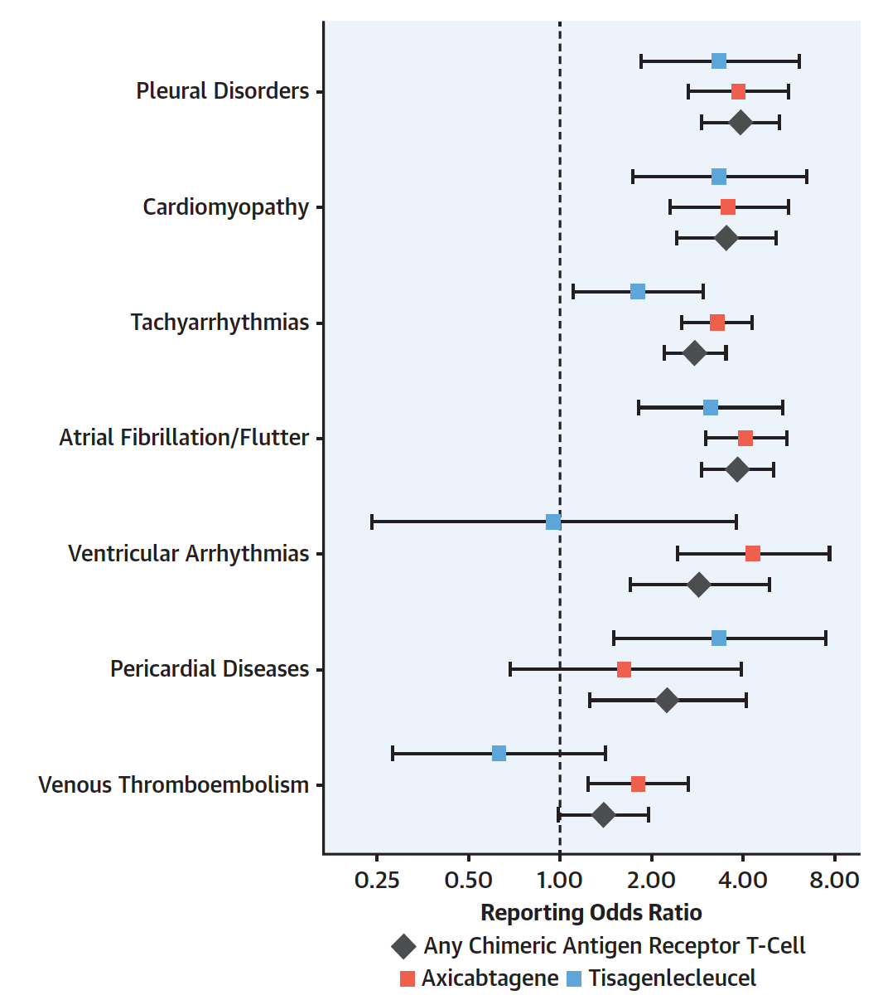 Pleural Disorders
Cardiomyopathy
Tachyarrhythmias
Atrial Fibrillation/Flutter
Ventricular Arrhythmias
Pericardial Diseases
Venous Thromboembolism
0.25 0.50 1.00 2.00 4.00 8.00
Reporting Odds Ratio
Any Chimeric Antigen Receptor T-Cell
Axicabtagene Tisagenlecleucel